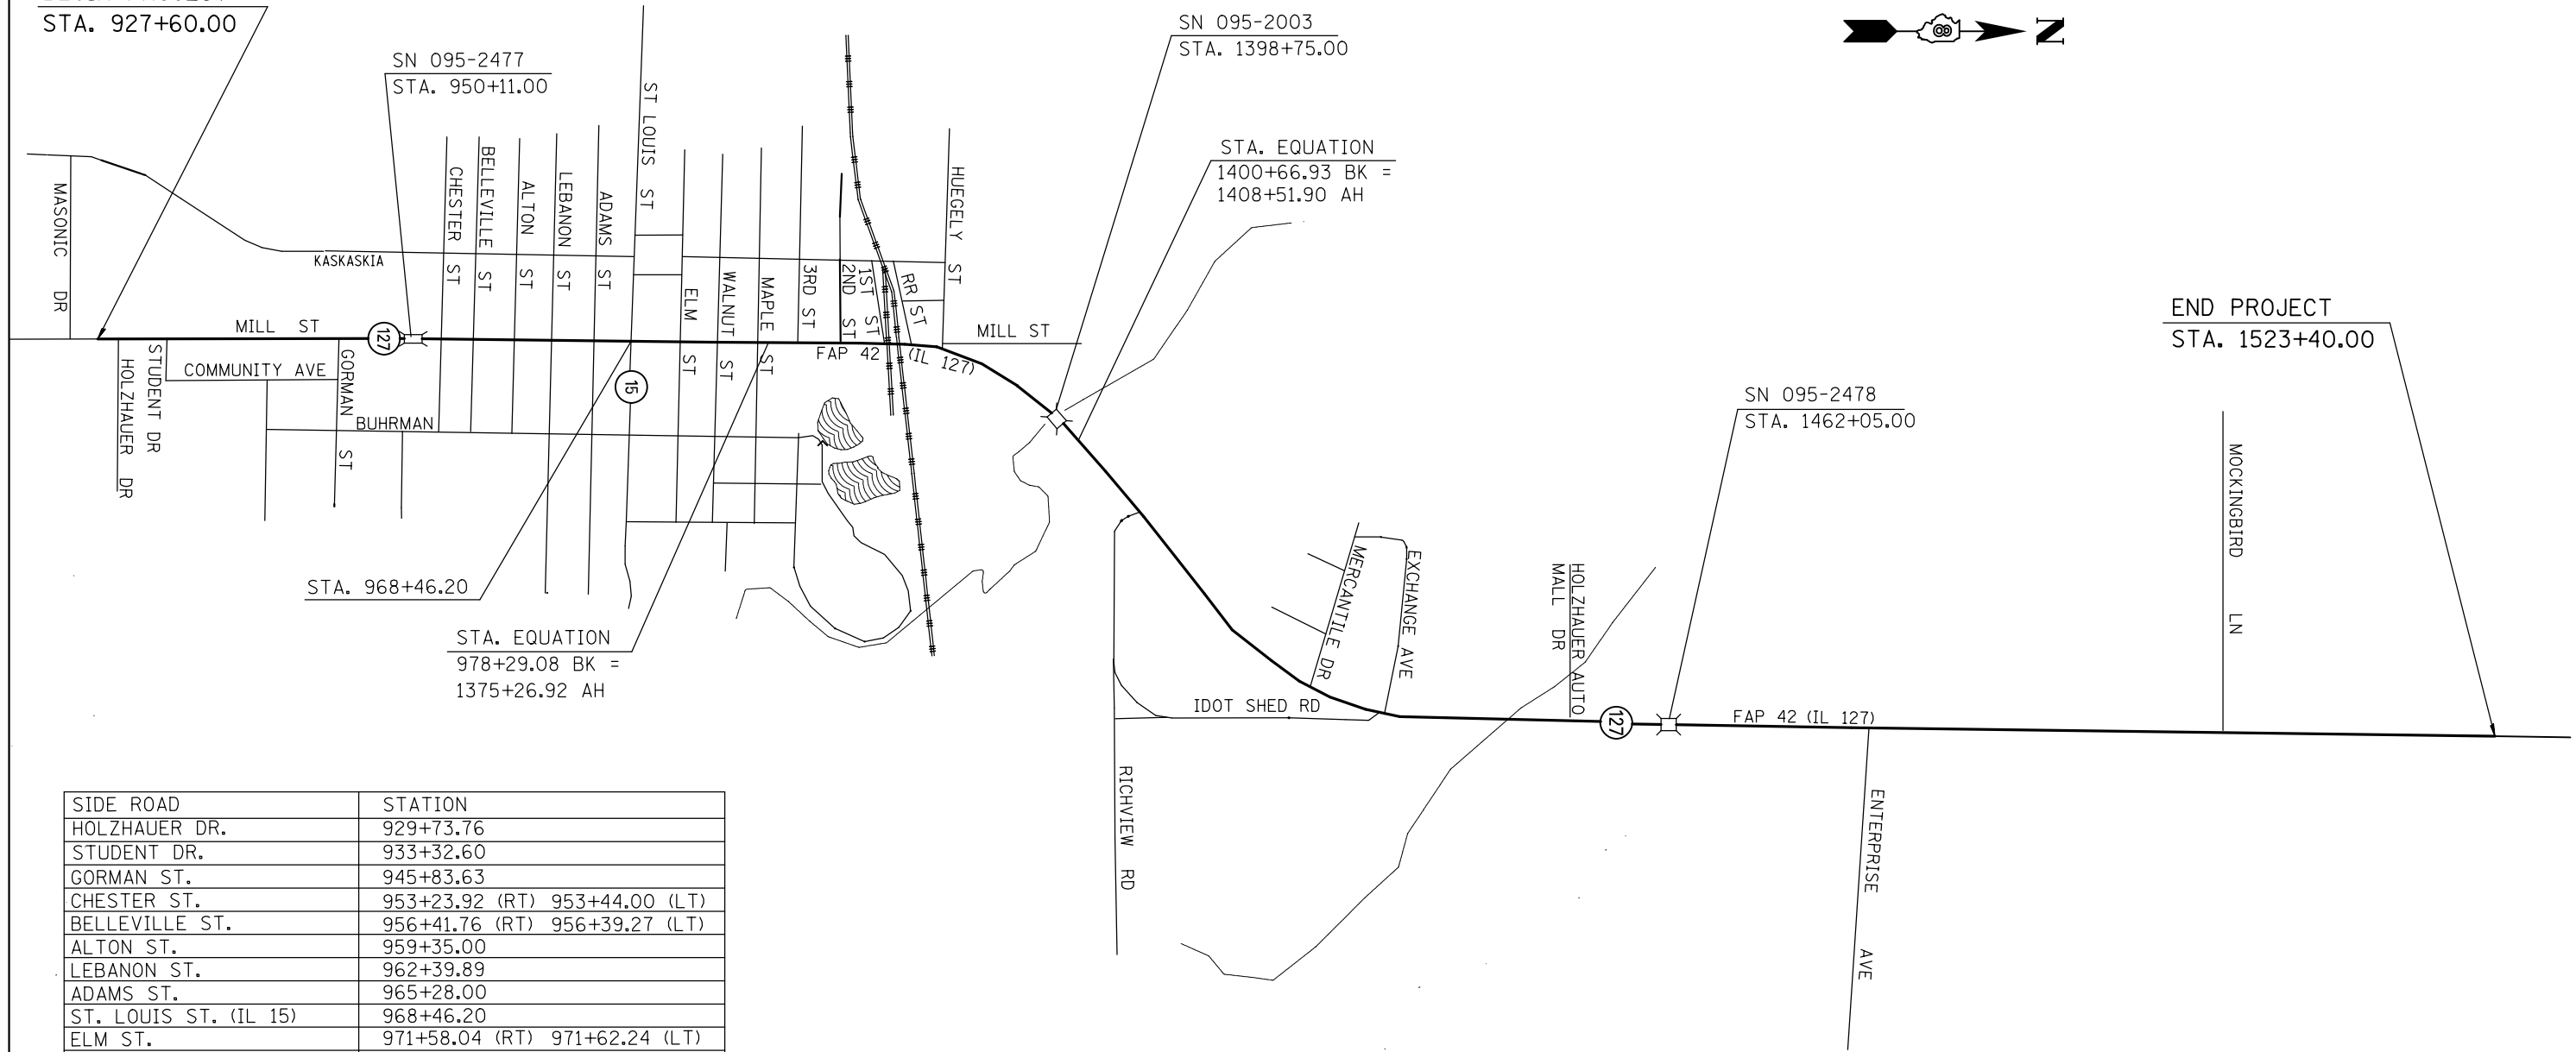 STA. 927+60.00
SN 095-2477
STA. 950+11.00
SN 095-2003
STA. 1398+75.00
N
STA. EQUATION
1400+66.93 BK =
1408+51.90 AH
END PROJECT
STA. 1523+40.00
SN 095-2478
STA. 1462+05.00
MASONIC DR
KASKASKIA
CHESTER ST
BELLEVILLE ST
ALTON ST
LEBANON ST
ADAMS ST
ST LOUIS ST
ELM ST
WALNUT ST
MAPLE ST
3RD ST
2ND ST
1ST ST
RR ST
HUEGELY ST
MILL ST
127
MILL ST
FAP 42 (IL 127)
HOLZHAUER DR
STUDENT DR
COMMUNITY AVE
GORMAN ST
BUHRMAN
15
STA. 968+46.20
STA. EQUATION
978+29.08 BK =
1375+26.92 AH
MERCANTILE DR
EXCHANGE AVE
IDOT SHED RD
RICHVIEW RD
HOLZHAUER AUTO
MALL DR
127
FAP 42 (IL 127)
ENTERPRISE AVE
MOCKINGBIRD LN
SIDE ROAD STATION
HOLZHAUER DR. 929+73.76
STUDENT DR. 933+32.60
GORMAN ST. 945+83.63
CHESTER ST. 953+23.92 (RT) 953+44.00 (LT)
BELLEVILLE ST. 956+41.76 (RT) 956+39.27 (LT)
ALTON ST. 959+35.00
LEBANON ST. 962+39.89
ADAMS ST. 965+28.00
ST. LOUIS ST. (IL 15) 968+46.20
ELM ST. 971+58.04 (RT) 971+62.24 (LT)